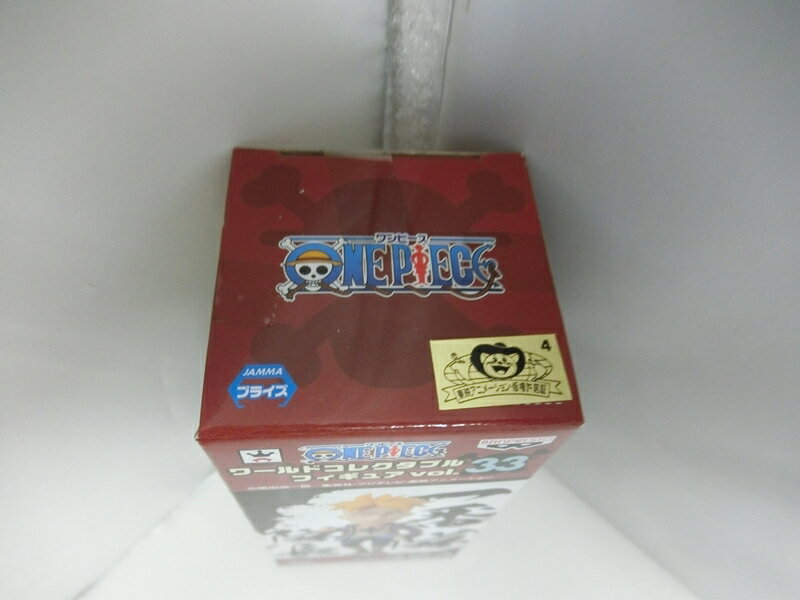 ワンピース
ONE PIECE
4
東映アニメーション版権許諾証
JAMMA
プライズ
ONE PIECE
BANPRESTO
ワールドコレクタブル
フィギュア vol.33